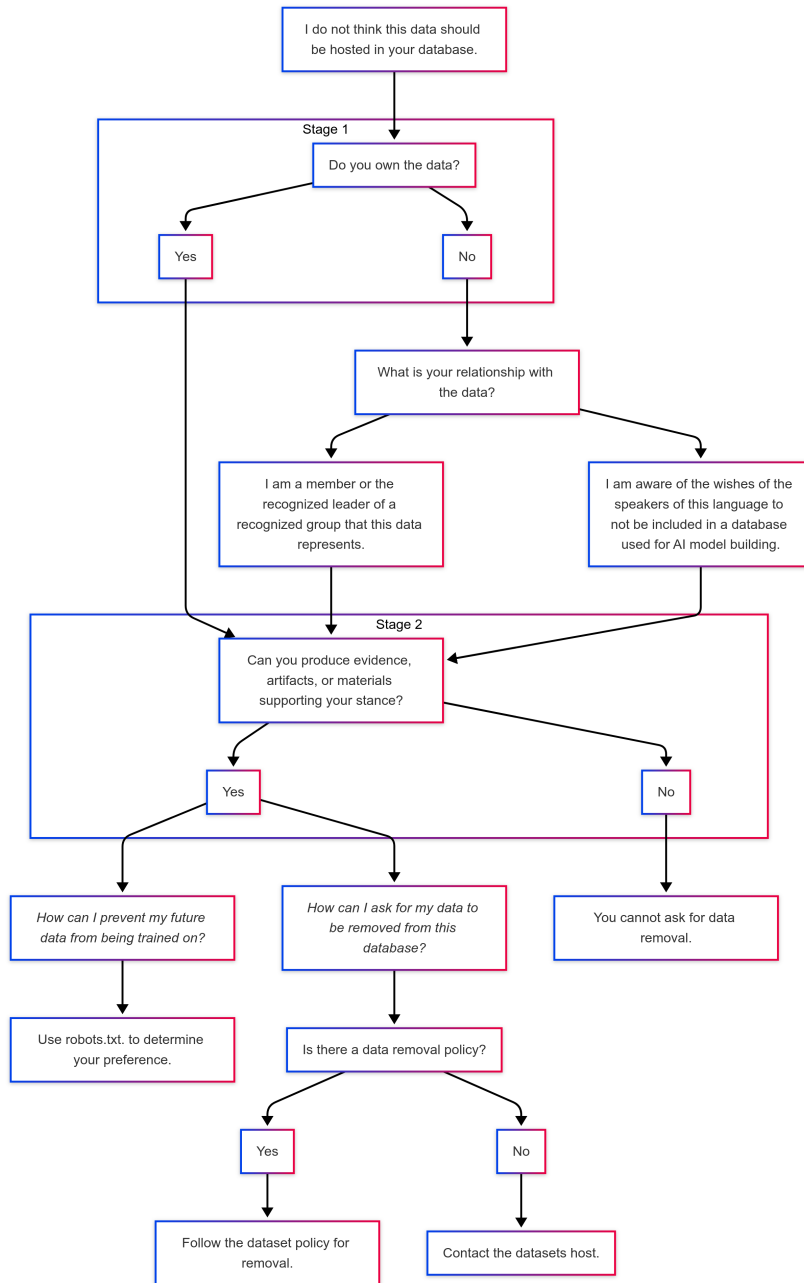 I do not think this data should
be hosted in your database.
Stage 1
Do you own the data?
Yes
No
What is your relationship with
the data?
I am a member or the
recognized leader of a
recognized group that this data
represents.
I am aware of the wishes of the
speakers of this language to
not be included in a database
used for AI model building.
Stage 2
Can you produce evidence,
artifacts, or materials
supporting your stance?
Yes
No
How can I prevent my future
data from being trained on?
How can I ask for my data to
be removed from this
database?
You cannot ask for data
removal.
Use robots.txt. to determine
your preference.
Is there a data removal policy?
Yes
No
Follow the dataset policy for
removal.
Contact the datasets host.